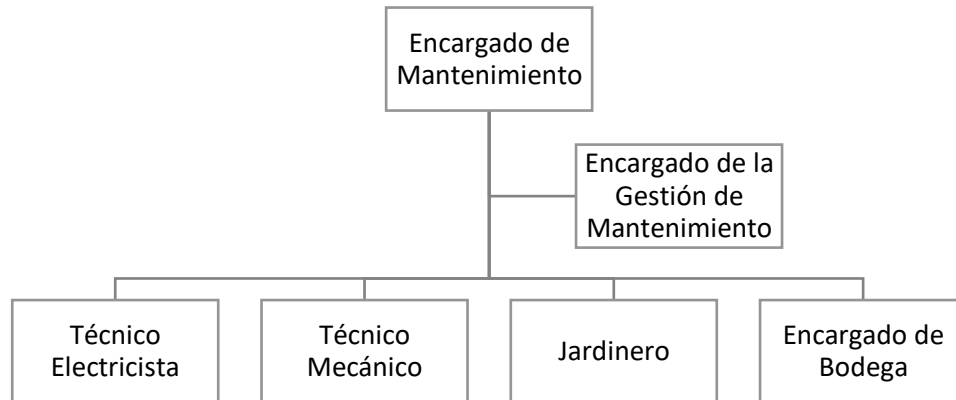 Encargado de
Mantenimiento
Encargado de la
Gestión de
Mantenimiento
Técnico
Electricista
Técnico
Mecánico
Jardinero
Encargado de
Bodega